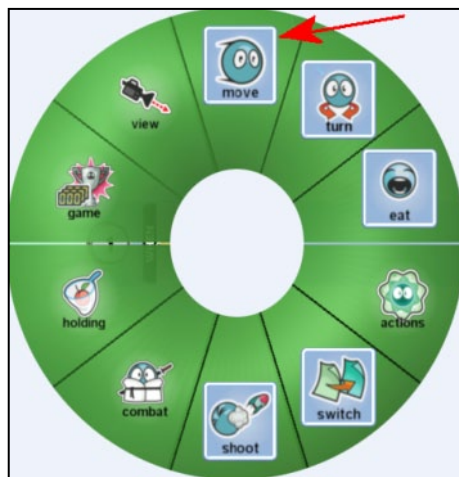 move
turn
eat
actions
switch
shoot
combat
holding
game
view